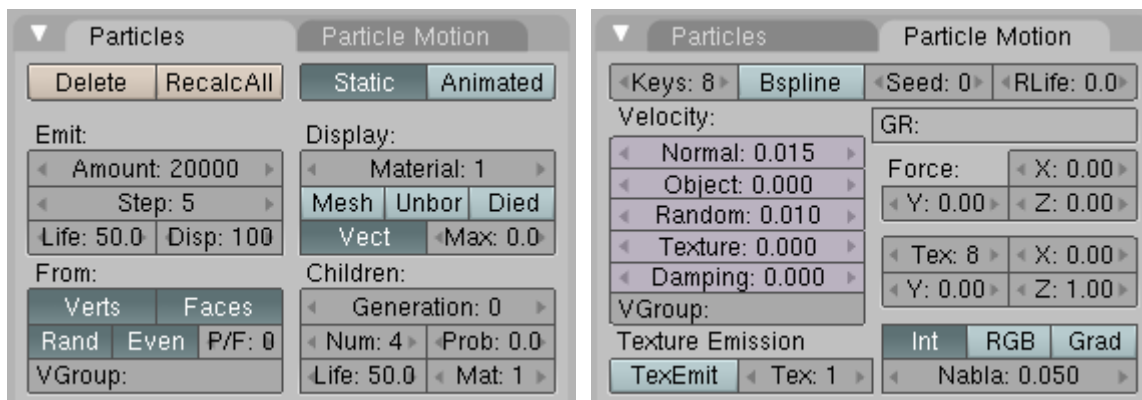 Particles Particle Motion
Delete RecalcAll Static Animated
Emit: Display:
Amount: 20000 Material: 1
Step: 5 Mesh Unbor Died
Life: 50.0 Disp: 100 Vect Max: 0.0
From: Children:
Verts Faces Generation: 0
Rand Even P/F: 0 Num: 4 Prob: 0.0
VGroup: Life: 50.0 Mat: 1
Particles Particle Motion
Keys: 8 Bspline Seed: 0 RLife: 0.0
Velocity: GR:
Normal: 0.015 Force: X: 0.00
Object: 0.000 Y: 0.00 Z: 0.00
Random: 0.010
Texture: 0.000 Tex: 8 X: 0.00
Damping: 0.000 Y: 0.00 Z: 1.00
VGroup:
Texture Emission Int RGB Grad
TexEmit Tex: 1 Nabla: 0.050